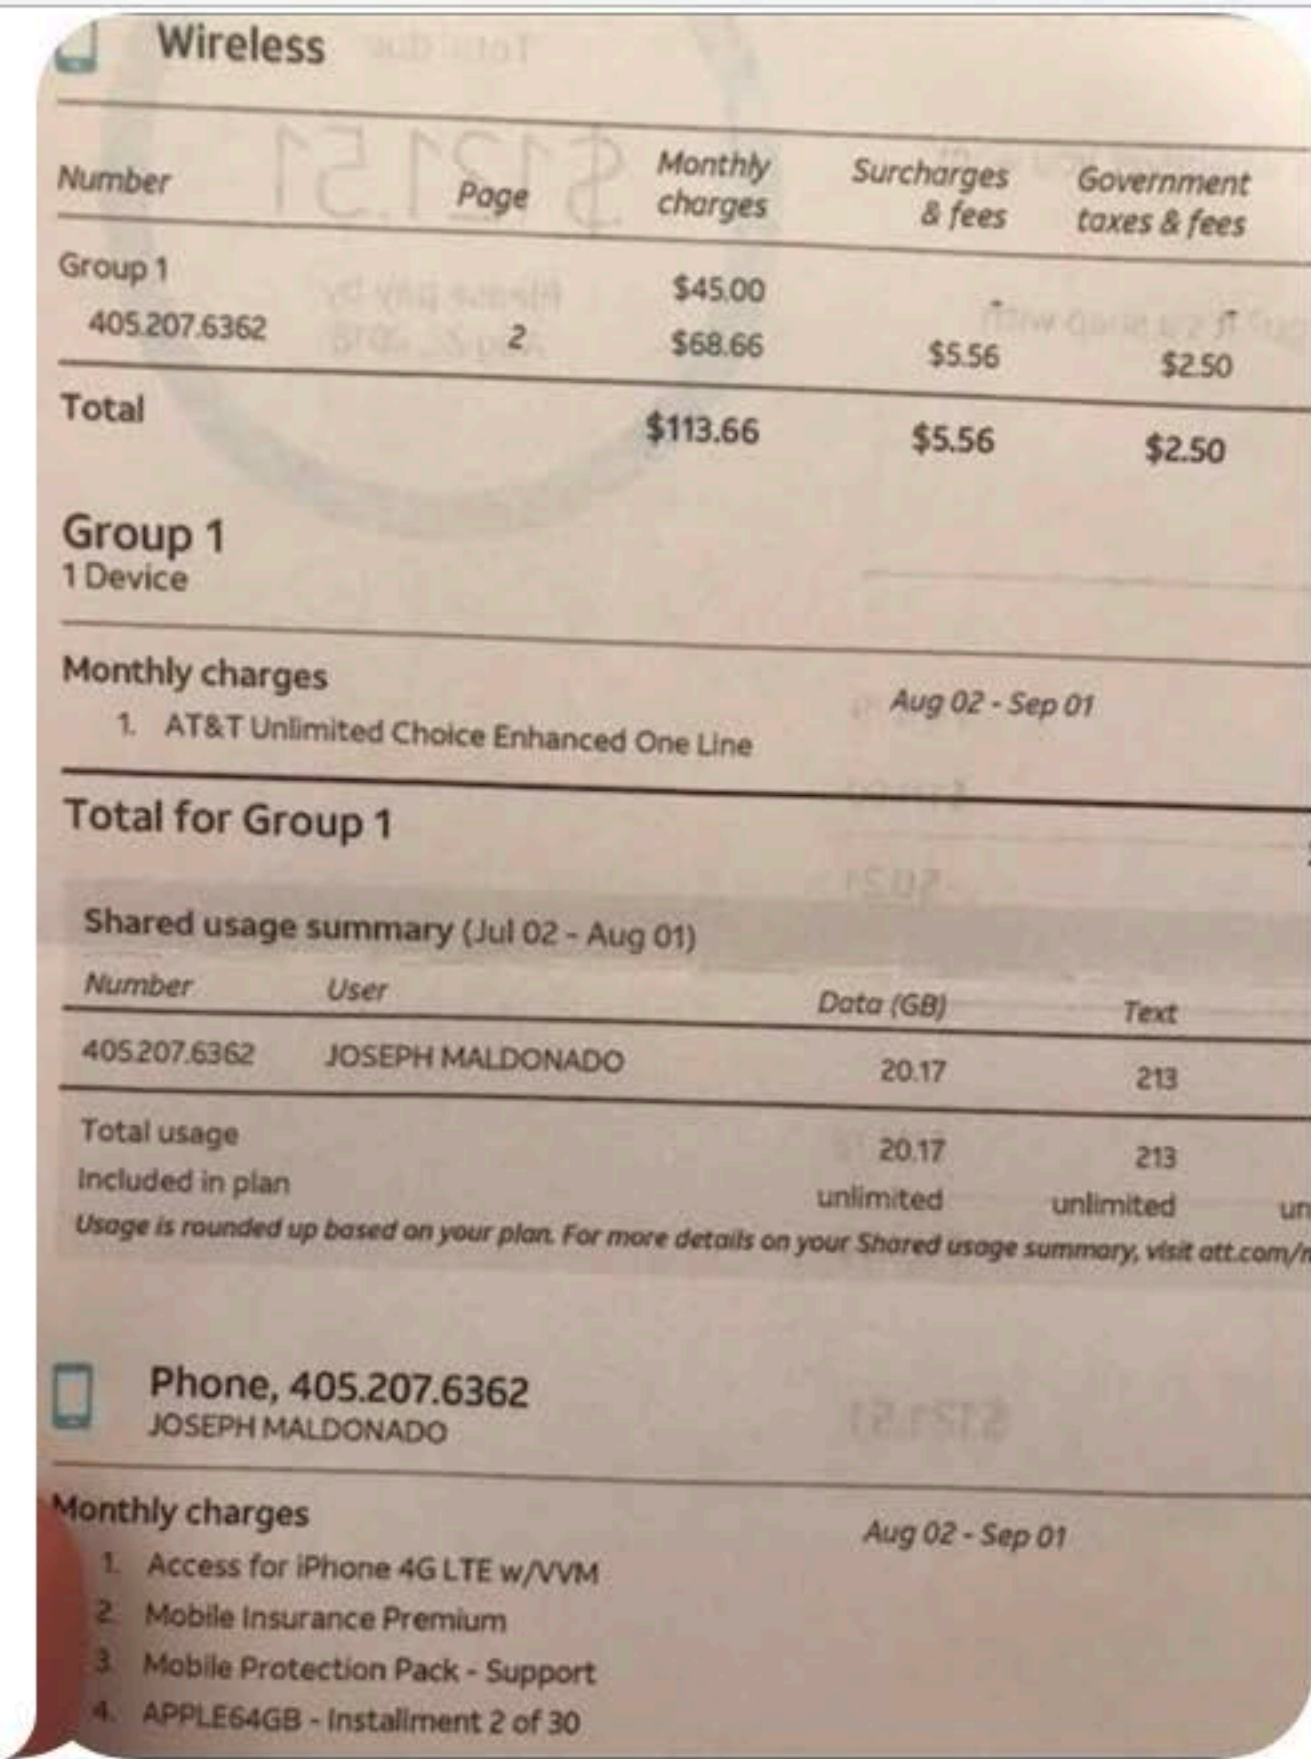 Wireless
Number Page Monthly charges Surcharges & fees Government taxes & fees
Group 1 $45.00 - -
405.207.6362 2 $68.66 $5.56 $2.50
Total $113.66 $5.56 $2.50
Group 1
1 Device
Monthly charges Aug 02 - Sep 01
1. AT&T Unlimited Choice Enhanced One Line
Total for Group 1
Shared usage summary (Jul 02 - Aug 01)
Number User Data (GB) Text
405.207.6362 JOSEPH MALDONADO 20.17 213
Total usage 20.17 213
Included in plan unlimited unlimited un
Usage is rounded up based on your plan. For more details on your Shared usage summary, visit att.com/
Phone, 405.207.6362
JOSEPH MALDONADO
Monthly charges Aug 02 - Sep 01
1. Access for iPhone 4G LTE w/VVM
2. Mobile Insurance Premium
3. Mobile Protection Pack - Support
4. APPLE64GB - Installment 2 of 30